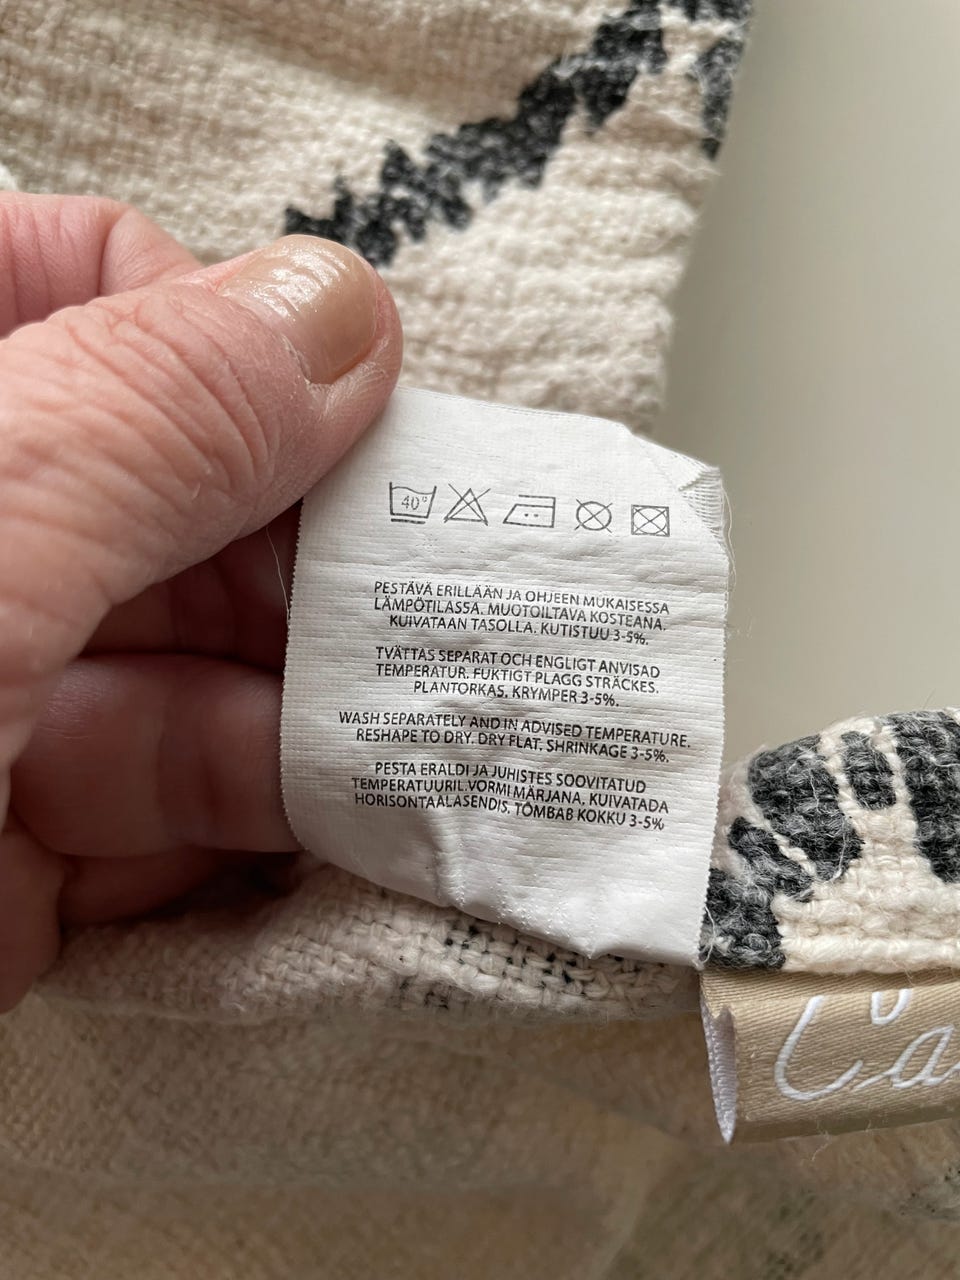 40°
PESTÄVÄ ERILLÄÄN JA OHJEEN MUKAISESSA
LÄMPÖTILASSA. MUOTOILTAVA KOSTEANA.
KUIVATAAN TASOLLA. KUTISTUU 3-5%.
TVÄTTAS SEPARAT OCH ENGLIGT ANVISAD
TEMPERATUR. FUKTIGT PLAGG STRÄCKES.
PLANTORKAS. KRYMPER 3-5%.
WASH SEPARATELY AND IN ADVISED TEMPERATURE.
RESHAPE TO DRY. DRY FLAT. SHRINKAGE 3-5%.
PESTA ERALDI JA JUHISTES SOOVITATUD
TEMPERATUURIL.VORMI MÄRJANA. KUIVATADA
HORISONTAALASENDIS. TÕMBAB KOKKU 3-5%
Ca